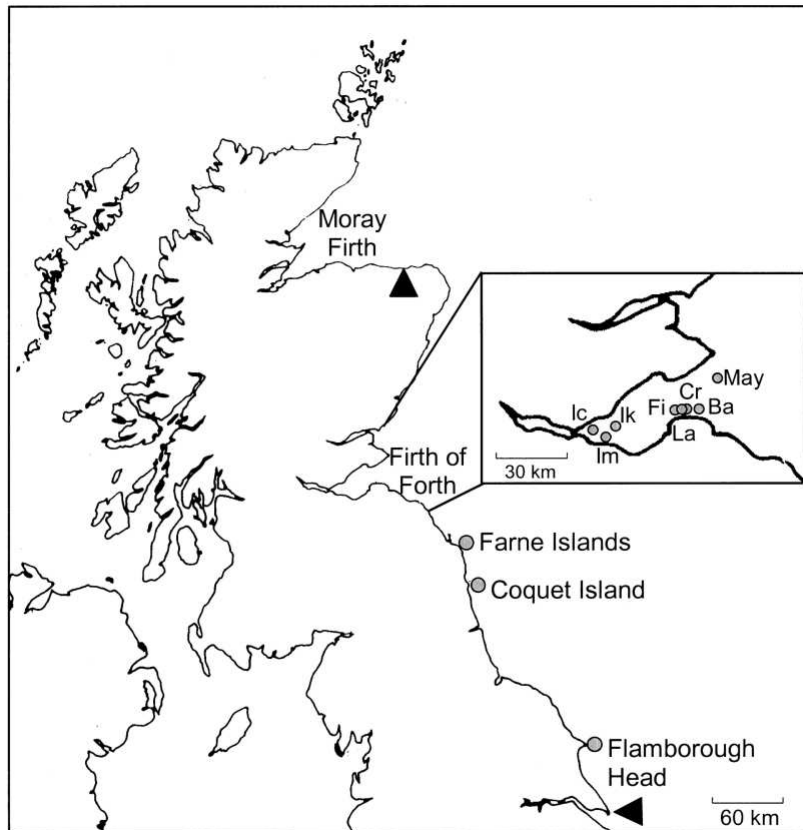 Moray
Firth
May
Cr
Ic
Ik
Fi
Ba
La
Im
30 km
Firth of
Forth
Farne Islands
Coquet Island
Flamborough
Head
60 km